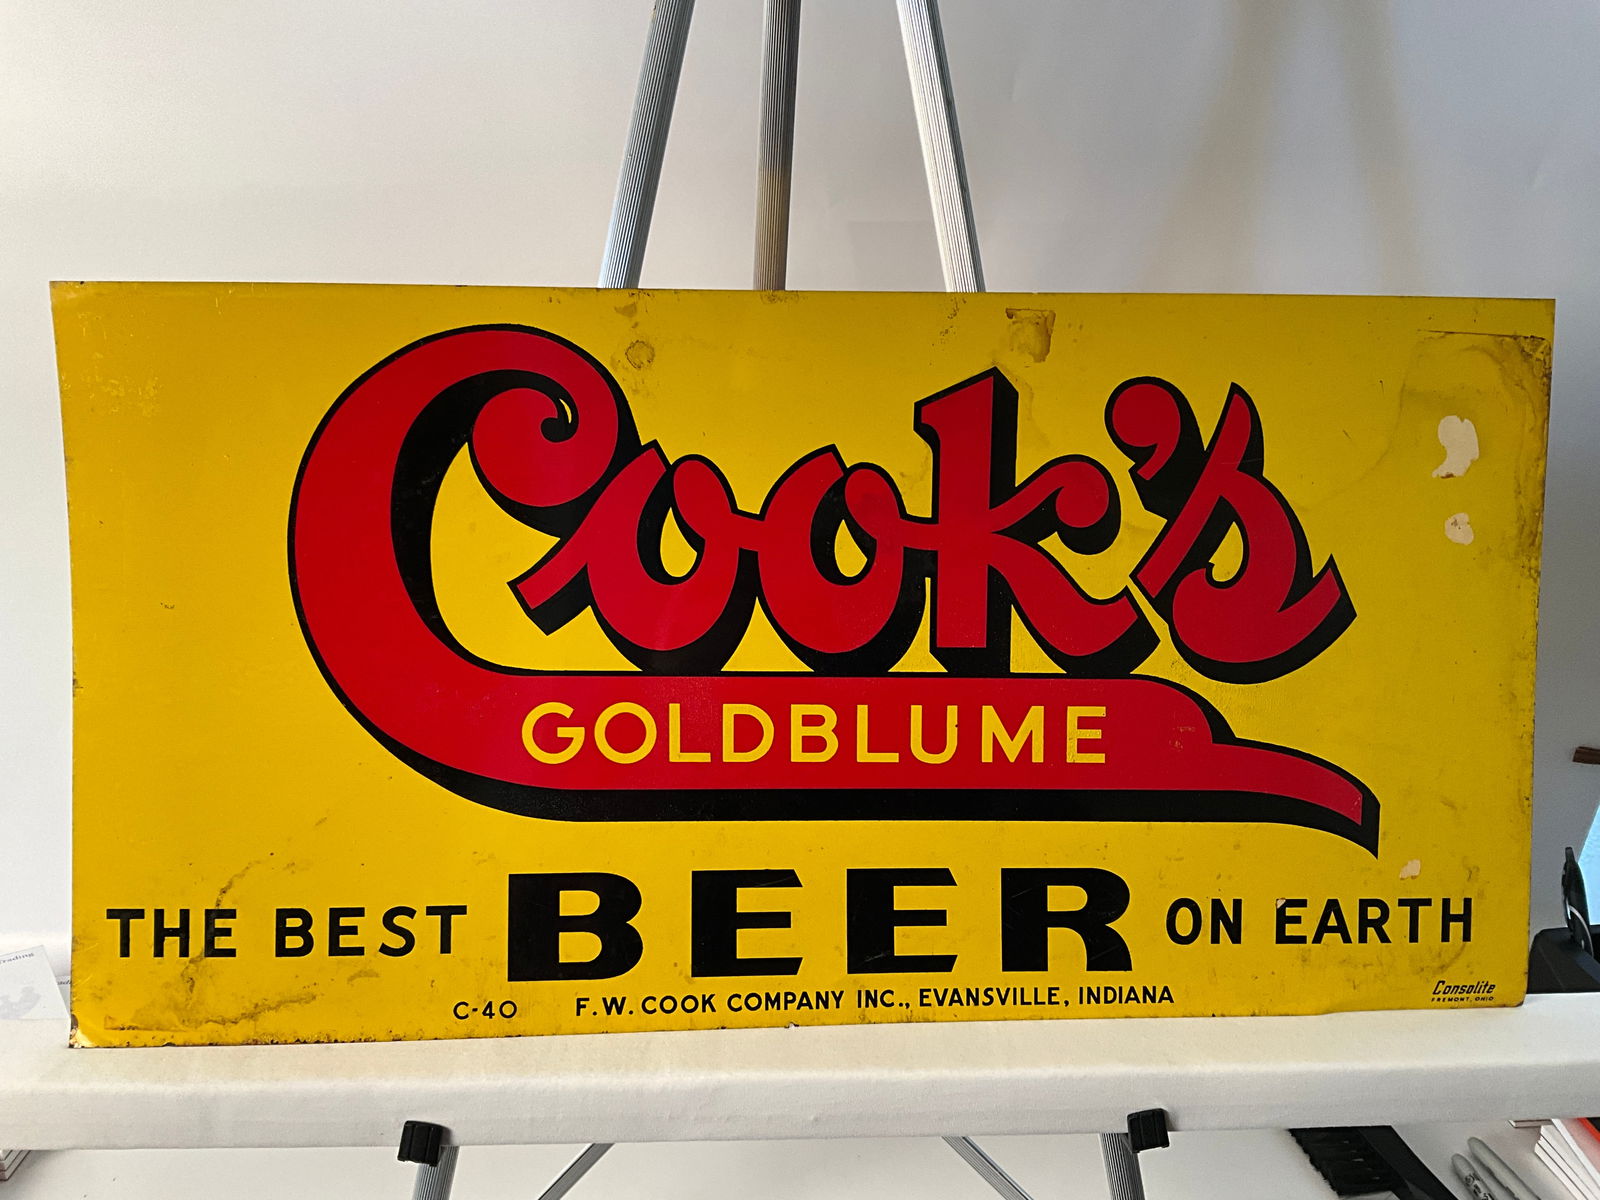 Cook's
GOLDBLUME
THE BEST BEER ON EARTH
C-40 F.W. COOK COMPANY INC., EVANSVILLE, INDIANA
Consolite
FREMONT, OHIO